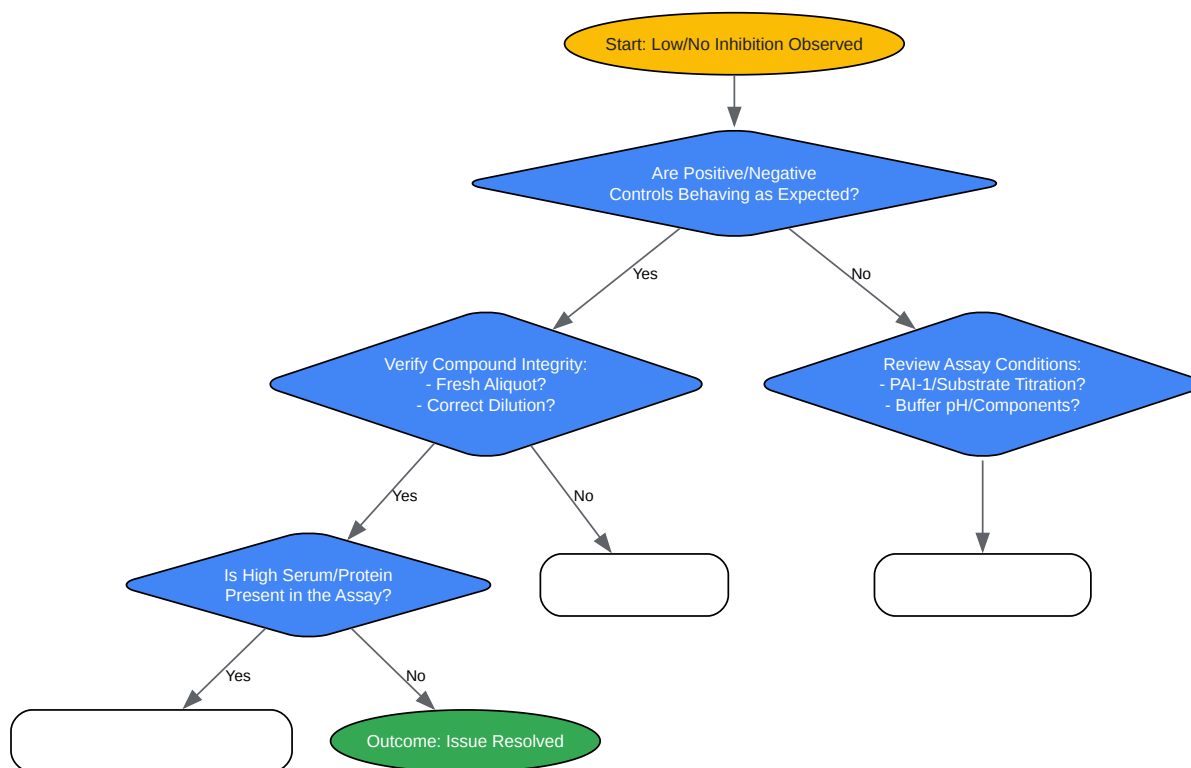 Start: Low/No Inhibition Observed
Are Positive/Negative
Controls Behaving as Expected?
Yes
No
Verify Compound Integrity:
- Fresh Aliquot?
- Correct Dilution?
Review Assay Conditions:
- PAI-1/Substrate Titration?
- Buffer pH/Components?
Yes
No
Is High Serum/Protein
Present in the Assay?
Yes
No
Outcome: Issue Resolved